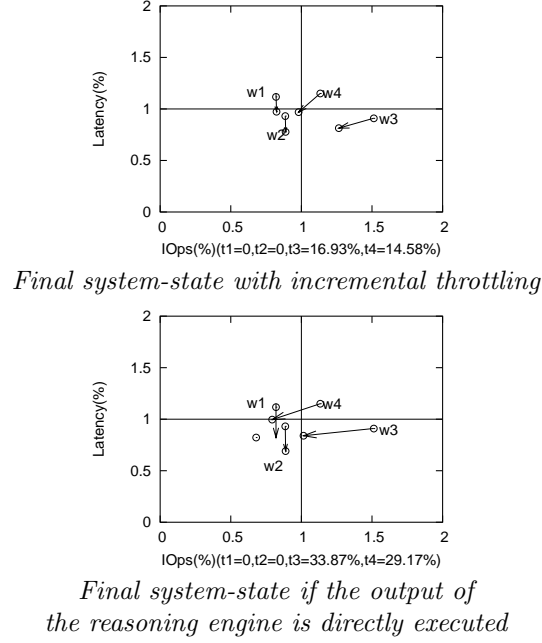 2
1.5
1
0.5
0
Latency(%)
w1
w4
w2
w3
0 0.5 1 1.5 2
IOps(%)(t1=0,t2=0,t3=16.93%,t4=14.58%)
Final system-state with incremental throttling
2
1.5
1
0.5
0
Latency(%)
w1
w4
w3
w2
0 0.5 1 1.5 2
IOps(%)(t1=0,t2=0,t3=33.87%,t4=29.17%)
Final system-state if the output of
the reasoning engine is directly executed